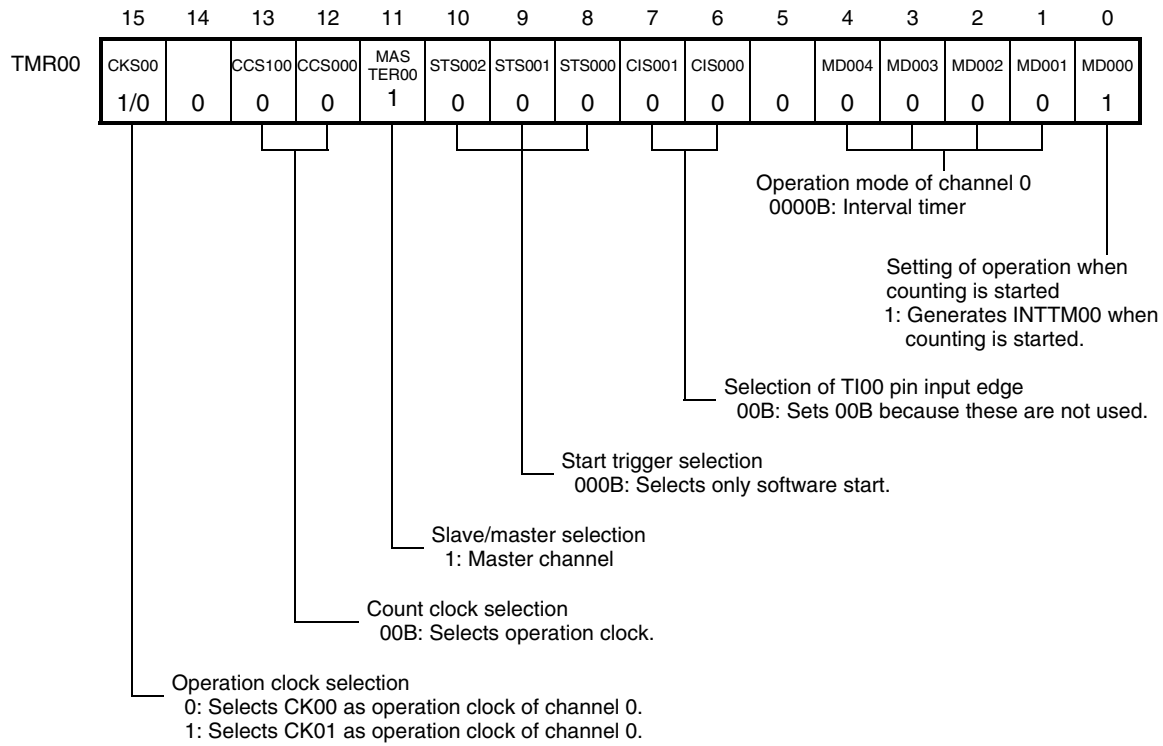 15 14 13 12 11 10 9 8 7 6 5 4 3 2 1 0
TMR00 CKS00 CCS100 CCS000 MAS STS002 STS001 STS000 CIS001 CIS000 MD004 MD003 MD002 MD001 MD000
TER00
1/0 0 0 0 1 0 0 0 0 0 0 0 0 0 0 1
Operation mode of channel 0
0000B: Interval timer
Setting of operation when
counting is started
1: Generates INTTM00 when
counting is started.
Selection of TI00 pin input edge
00B: Sets 00B because these are not used.
Start trigger selection
000B: Selects only software start.
Slave/master selection
1: Master channel
Count clock selection
00B: Selects operation clock.
Operation clock selection
0: Selects CK00 as operation clock of channel 0.
1: Selects CK01 as operation clock of channel 0.